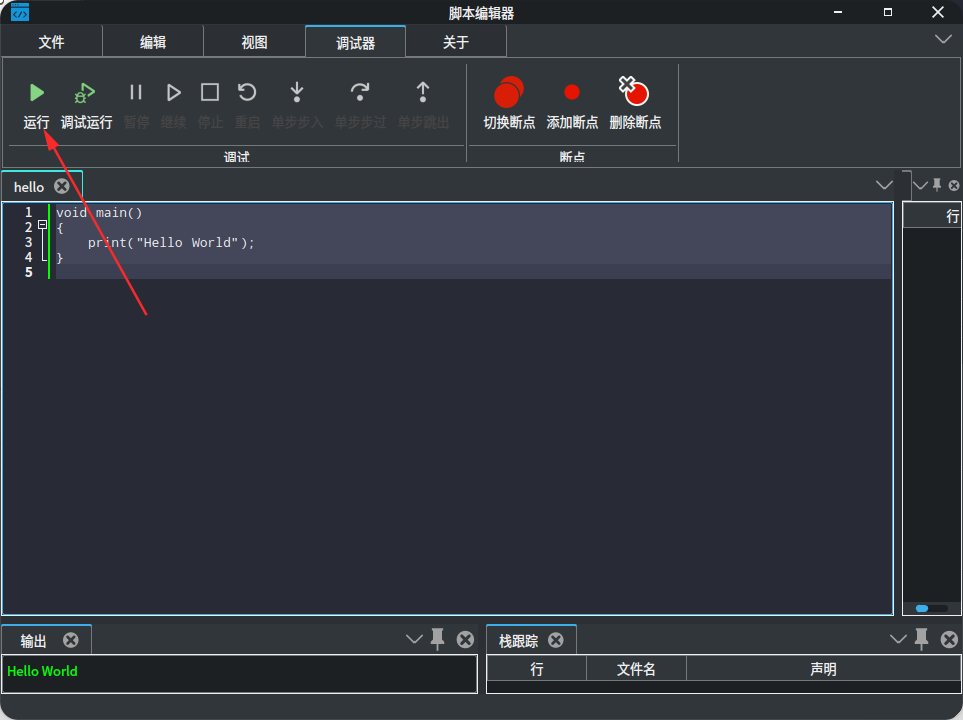 脚本编辑器
文件 编辑 视图 调试器 关于
运行 调试运行 暂停 继续 停止 重启 单步步入 单步步过 单步跳出 切换断点 添加断点 删除断点
调试 断点
hello
行
1 void main()
2 {
3 print("Hello World");
4 }
5
输出 栈跟踪
Hello World
行 文件名 声明